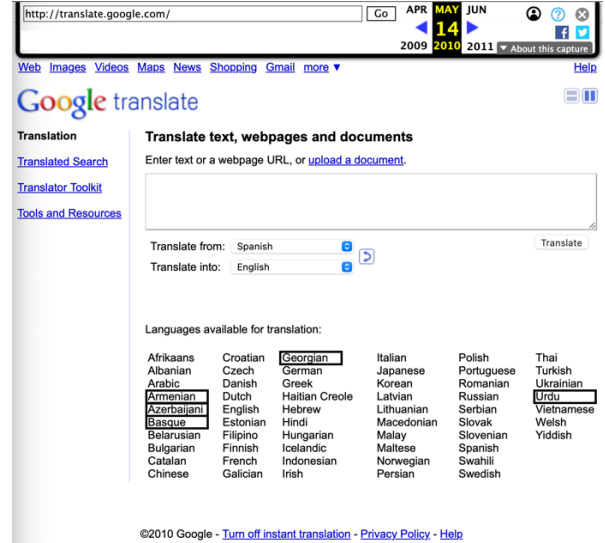 http://translate.google.com/ Go APR MAY JUN
14
2009 2010 2011 ▼ About this capture
Web Images Videos Maps News Shopping Gmail more ▼ Help
Google translate
Translation
Translated Search
Translator Toolkit
Tools and Resources
Translate text, webpages and documents
Enter text or a webpage URL, or upload a document.
Translate from: Spanish
Translate into: English
Translate
Languages available for translation:
Afrikaans Croatian Georgian Italian Polish Thai
Albanian Czech German Japanese Portuguese Turkish
Arabic Danish Greek Korean Romanian Ukrainian
Armenian Dutch Haitian Creole Latvian Russian Urdu
Azerbaijani English Hebrew Lithuanian Serbian Vietnamese
Basque Estonian Hindi Macedonian Slovak Welsh
Belarusian Filipino Hungarian Malay Slovenian Yiddish
Bulgarian Finnish Icelandic Maltese Spanish
Catalan French Indonesian Norwegian Swahili
Chinese Galician Irish Persian Swedish
©2010 Google - Turn off instant translation - Privacy Policy - Help